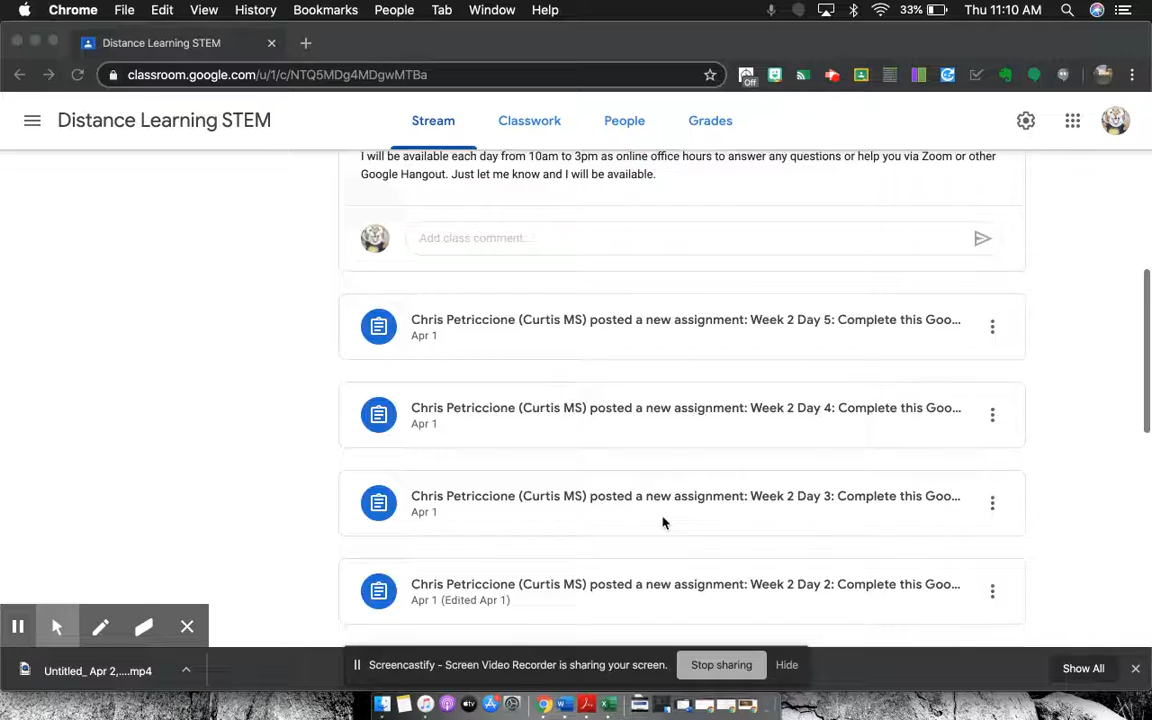 Chrome File Edit View History Bookmarks People Tab Window Help 33% Thu 11:10 AM
Distance Learning STEM
classroom.google.com/u/1/c/NTQ5MDg4MDgwMTBa
Off
Distance Learning STEM Stream Classwork People Grades
I will be available each day from 10am to 3pm as online office hours to answer any questions or help you via Zoom or other
Google Hangout. Just let me know and I will be available.
Add class comment...
Chris Petriccione (Curtis MS) posted a new assignment: Week 2 Day 5: Complete this Goo...
Apr 1
Chris Petriccione (Curtis MS) posted a new assignment: Week 2 Day 4: Complete this Goo...
Apr 1
Chris Petriccione (Curtis MS) posted a new assignment: Week 2 Day 3: Complete this Goo...
Apr 1
Chris Petriccione (Curtis MS) posted a new assignment: Week 2 Day 2: Complete this Goo...
Apr 1 (Edited Apr 1)
Screencastify - Screen Video Recorder is sharing your screen. Stop sharing Hide
Untitled_ Apr 2,....mp4 Show All